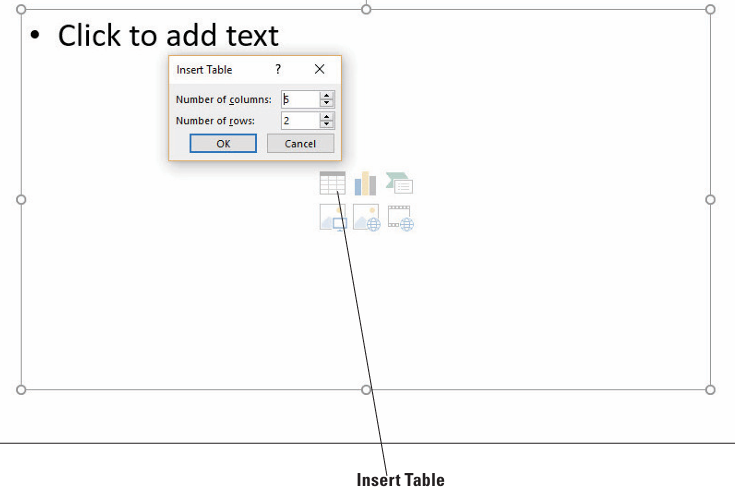 • Click to add text
Insert Table ?
Number of columns: 5
Number of rows: 2
OK Cancel
Insert Table